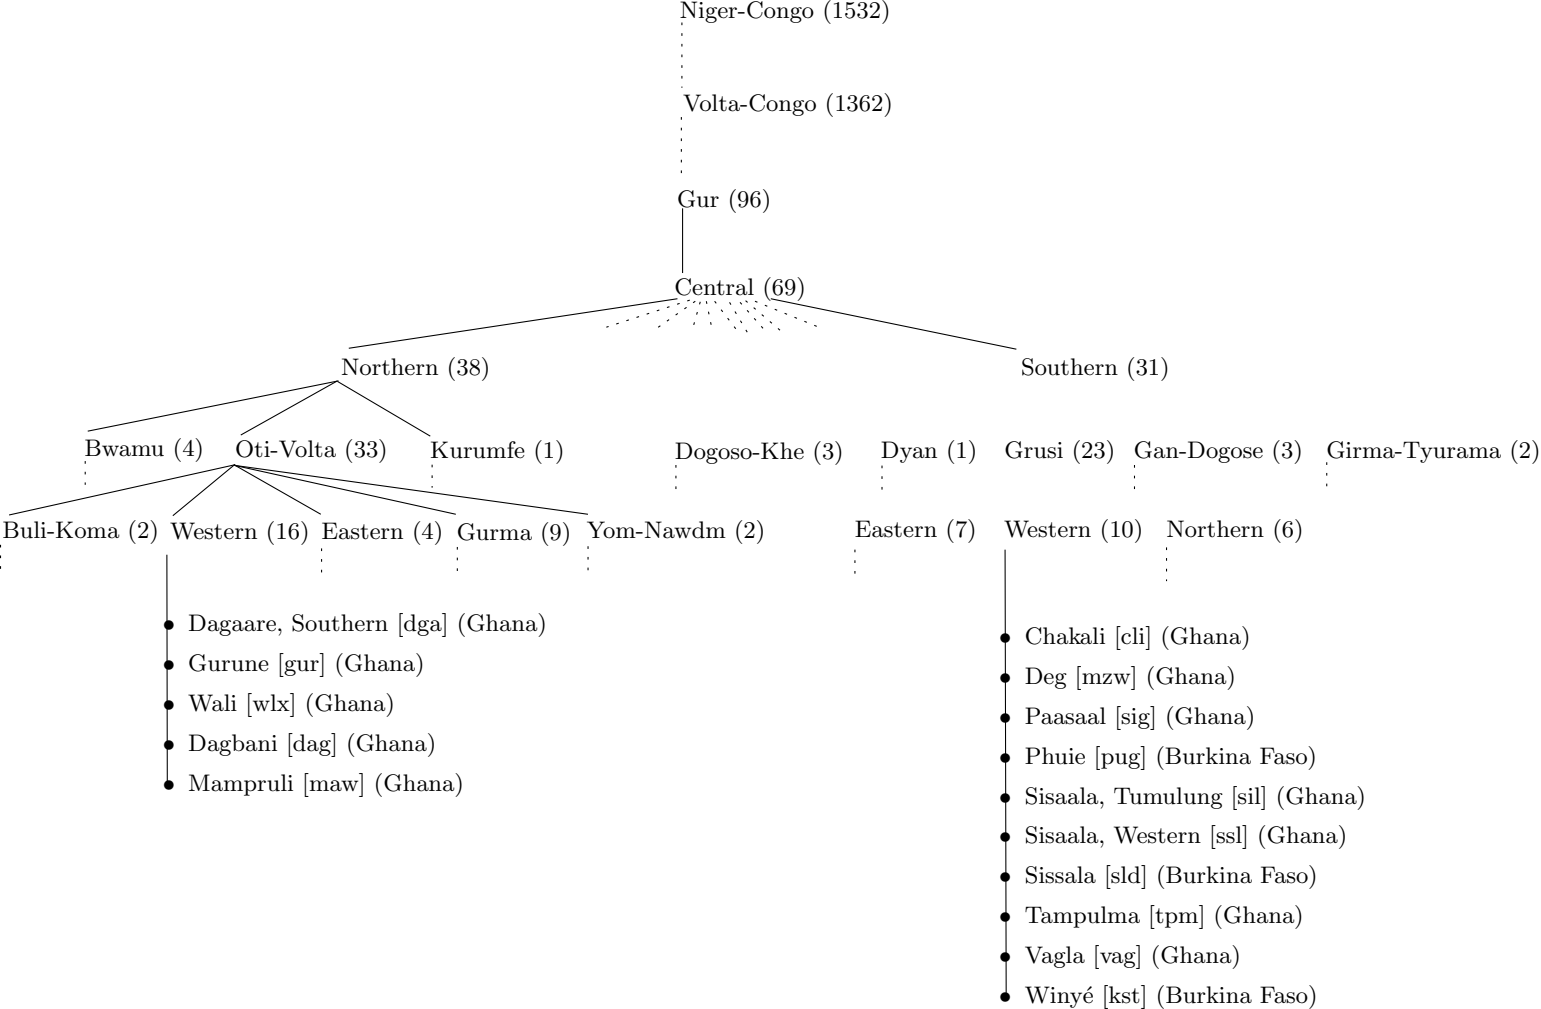 Niger-Congo (1532)
Volta-Congo (1362)
Gur (96)
Central (69)
Northern (38) Southern (31)
Bwamu (4) Oti-Volta (33) Kurumfe (1) Dogoso-Khe (3) Dyan (1) Grusi (23) Gan-Dogose (3) Girma-Tyurama (2)
Buli-Koma (2) Western (16) Eastern (4) Gurma (9) Yom-Nawdm (2) Eastern (7) Western (10) Northern (6)
Dagaare, Southern [dga] (Ghana)
Gurune [gur] (Ghana)
Wali [wlx] (Ghana)
Dagbani [dag] (Ghana)
Mampruli [maw] (Ghana)
Chakali [cli] (Ghana)
Deg [mzw] (Ghana)
Paasaal [sig] (Ghana)
Phuie [pug] (Burkina Faso)
Sisaala, Tumulung [sil] (Ghana)
Sisaala, Western [ssl] (Ghana)
Sissala [sld] (Burkina Faso)
Tampulma [tpm] (Ghana)
Vagla [vag] (Ghana)
Winyé [kst] (Burkina Faso)